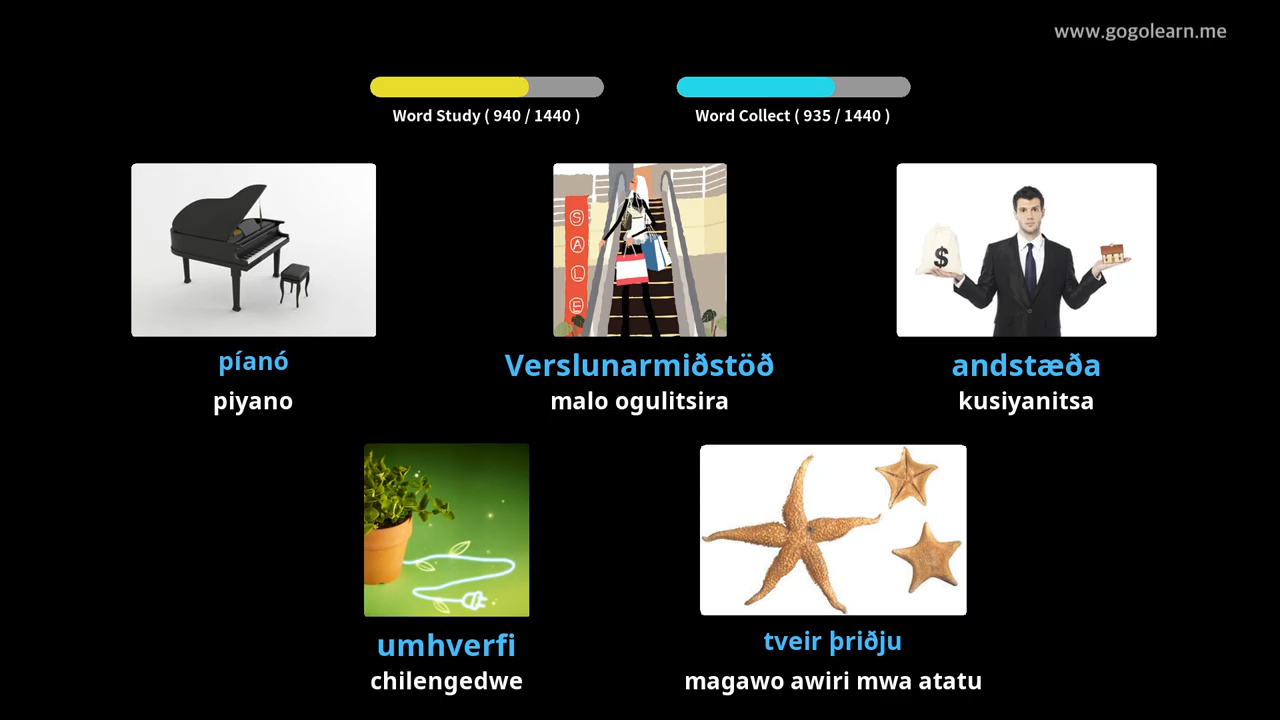 www.gogolearn.me
Word Study ( 940 / 1440 )
Word Collect ( 935 / 1440 )
SALE
$
píanó
piyano
Verslunarmiðstöð
malo ogulitsira
andstæða
kusiyanitsa
umhverfi
chilengedwe
tveir þriðju
magawo awiri mwa atatu